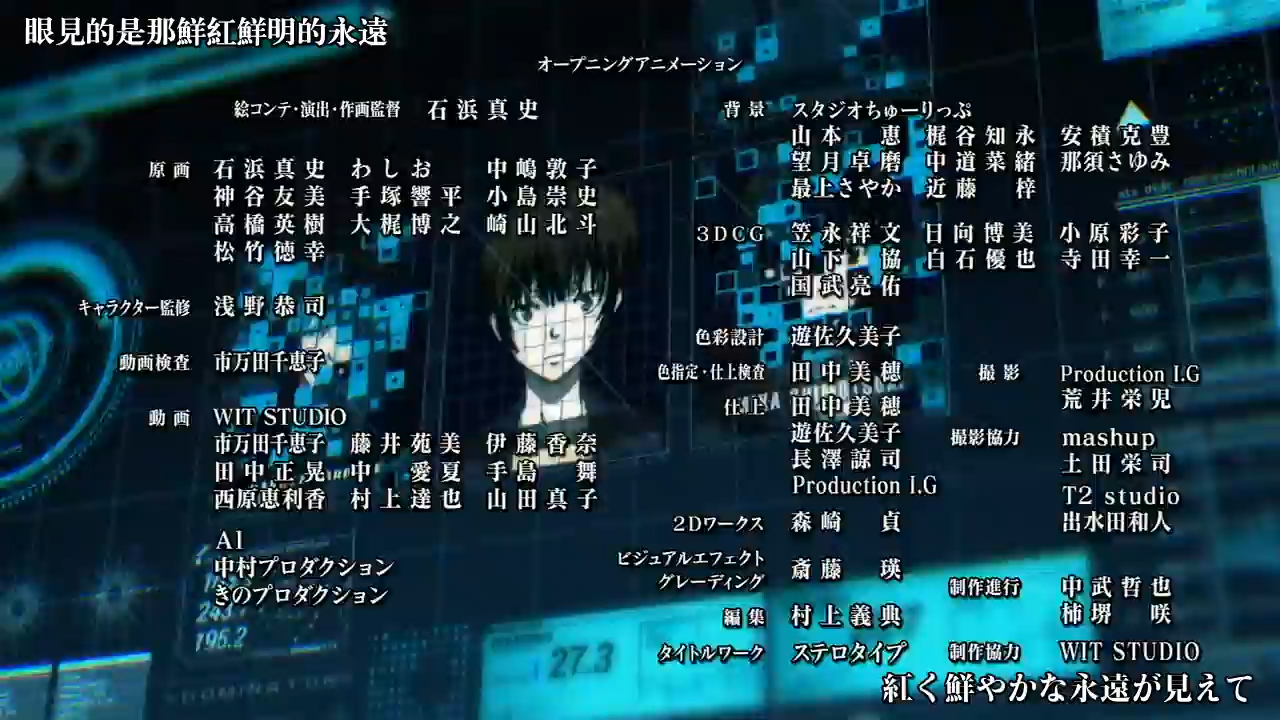 眼見的是那鮮紅鮮明的永遠
オープニングアニメーション
絵コンテ・演出・作画監督 石浜真史
原画 石浜真史 わしお 中嶋敦子
神谷友美 手塚響平 小島崇史
高橋英樹 大梶博之 崎山北斗
松竹徳幸
キャラクター監修 浅野恭司
動画検査 市万田千恵子
動画 WIT STUDIO
市万田千恵子 藤井苑美 伊藤香奈
田中正晃 中 愛夏 手島 舞
西原恵利香 村上達也 山田真子
AI
中村プロダクション
きのプロダクション
背景 スタジオちゅーりっぷ
山本 恵 梶谷知永 安積克豊
望月卓磨 中道菜緒 那須さゆみ
最上さやか 近藤 梓
3DCG 笠永祥文 日向博美 小原彩子
山下 協 白石優也 寺田幸一
国武亮佑
色彩設計 遊佐久美子
色指定・仕上検査 田中美穂
仕上 田中美穂
遊佐久美子
長澤諒司
Production I.G
2Dワークス 森崎 貞
ビジュアルエフェクト
グレーディング 斎藤 瑛
編集 村上義典
タイトルワーク ステロタイプ
撮影 Production I.G
荒井栄児
撮影協力 mashup
土田栄司
T2 studio
出水田和人
制作進行 中武哲也
柿堺 咲
制作協力 WIT STUDIO
241
196.2
27.3
紅く鮮やかな永遠が見えて